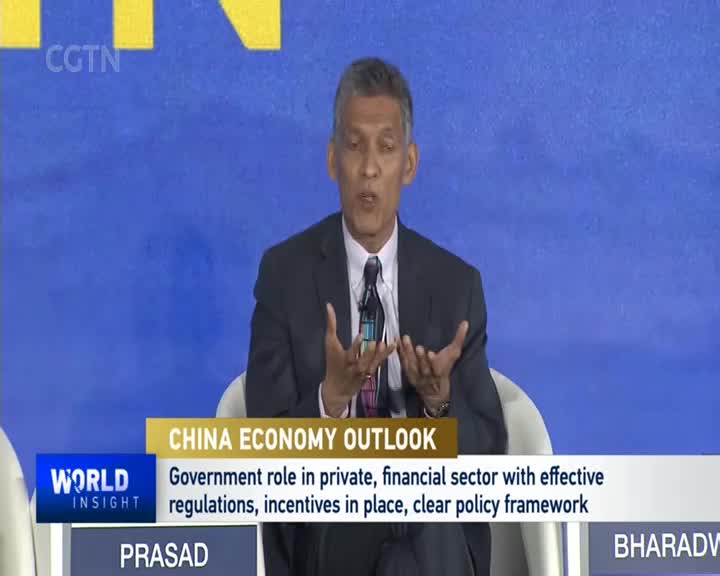 CGTN
CHINA ECONOMY OUTLOOK
WORLD
INSIGHT
Government role in private, financial sector with effective
regulations, incentives in place, clear policy framework
PRASAD